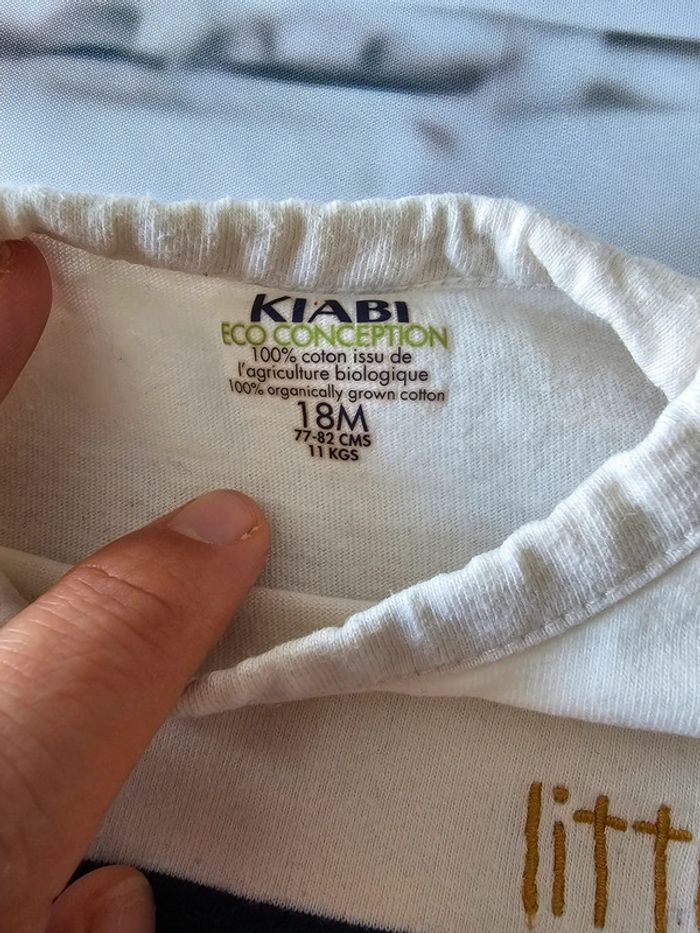 KIABI
ECO CONCEPTION
100% coton issu de
l'agriculture biologique
100% organically grown cotton
18M
77-82 CMS
11 KGS
litt